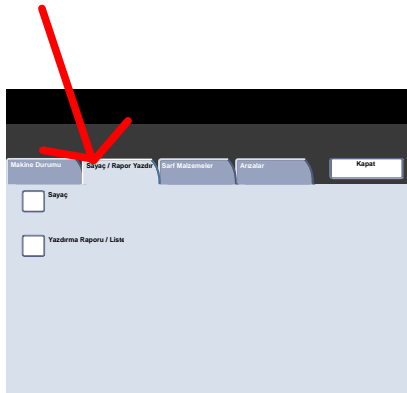 Makine Durumu
Sayaç / Rapor Yazdır
Sarf Malzemeler
Arızalar
Kapat
Sayaç
Yazdırma Raporu / Liste